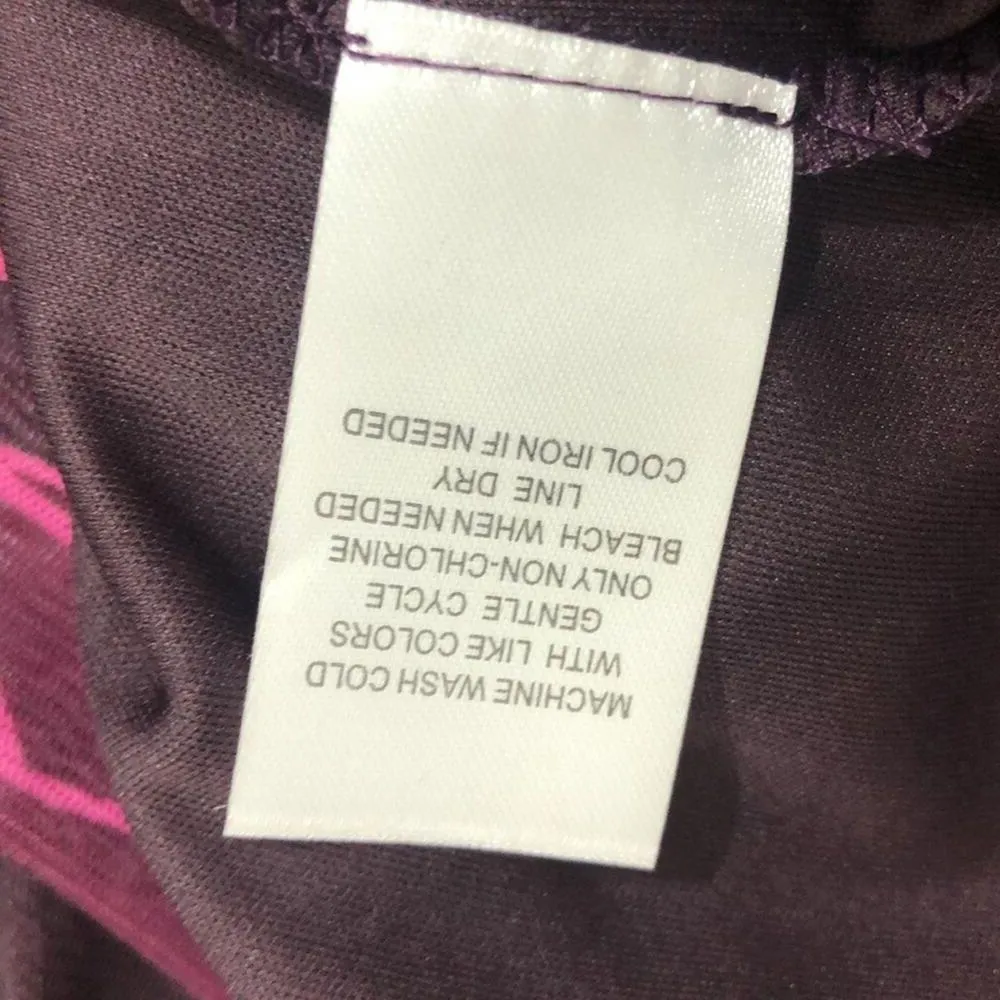 MACHINE WASH COLD
WITH LIKE COLORS
GENTLE CYCLE
ONLY NON-CHLORINE
BLEACH WHEN NEEDED
LINE DRY
COOL IRON IF NEEDED